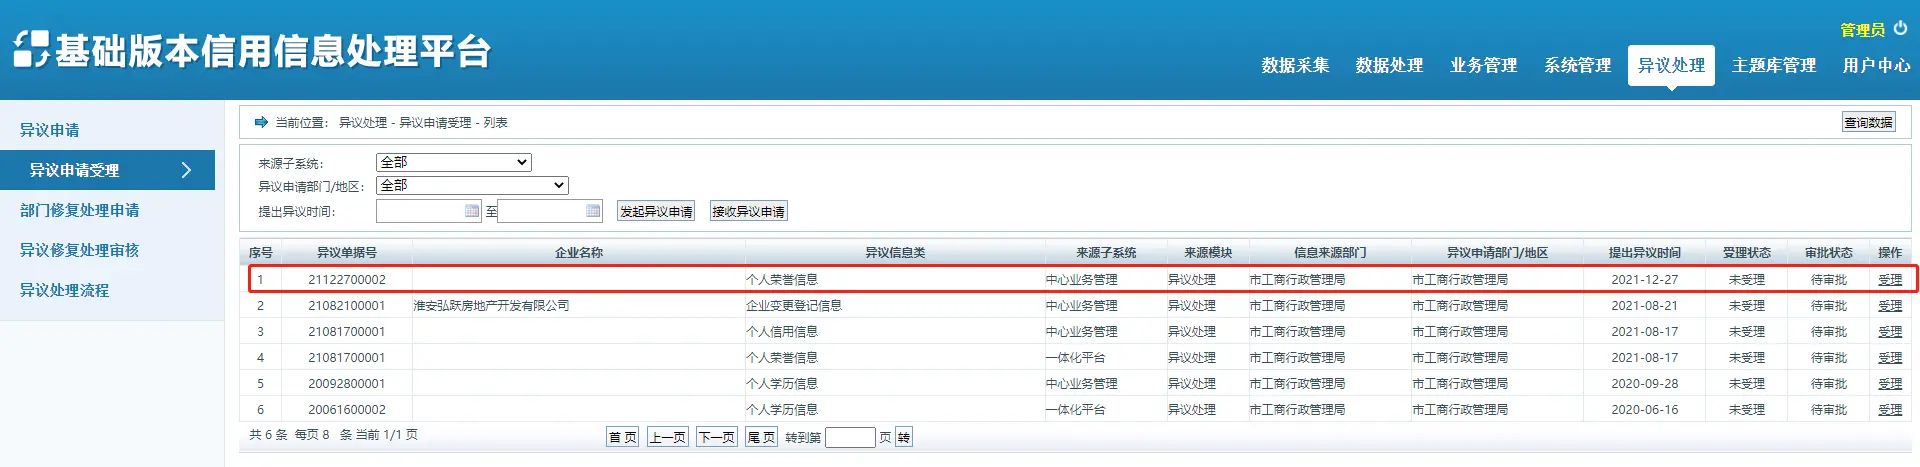 管理员
基础版本信用信息处理平台
数据采集 数据处理 业务管理 系统管理 异议处理 主题库管理 用户中心
异议申请
异议申请受理
部门修复处理申请
异议修复处理审核
异议处理流程
当前位置： 异议处理 - 异议申请受理 - 列表 查询数据
来源子系统： 全部
异议申请部门/地区： 全部
提出异议时间： 至 发起异议申请 接收异议申请
序号 异议单据号 企业名称 异议信息类 来源子系统 来源模块 信息来源部门 异议申请部门/地区 提出异议时间 受理状态 审批状态 操作
1 21122700002 个人荣誉信息 中心业务管理 异议处理 市工商行政管理局 市工商行政管理局 2021-12-27 未受理 待审批 受理
2 21082100001 淮安弘跃房地产开发有限公司 企业变更登记信息 中心业务管理 异议处理 市工商行政管理局 市工商行政管理局 2021-08-21 未受理 待审批 受理
3 21081700001 个人信用信息 中心业务管理 异议处理 市工商行政管理局 市工商行政管理局 2021-08-17 未受理 待审批 受理
4 21081700001 个人荣誉信息 一体化平台 异议处理 市工商行政管理局 市工商行政管理局 2021-08-17 未受理 待审批 受理
5 20092800001 个人学历信息 中心业务管理 异议处理 市工商行政管理局 市工商行政管理局 2020-09-28 未受理 待审批 受理
6 20061600002 个人学历信息 一体化平台 异议处理 市工商行政管理局 市工商行政管理局 2020-06-16 未受理 待审批 受理
共 6 条 每页 8 条 当前 1/1 页 首 页 上一页 下一页 尾 页 转到第 页 转